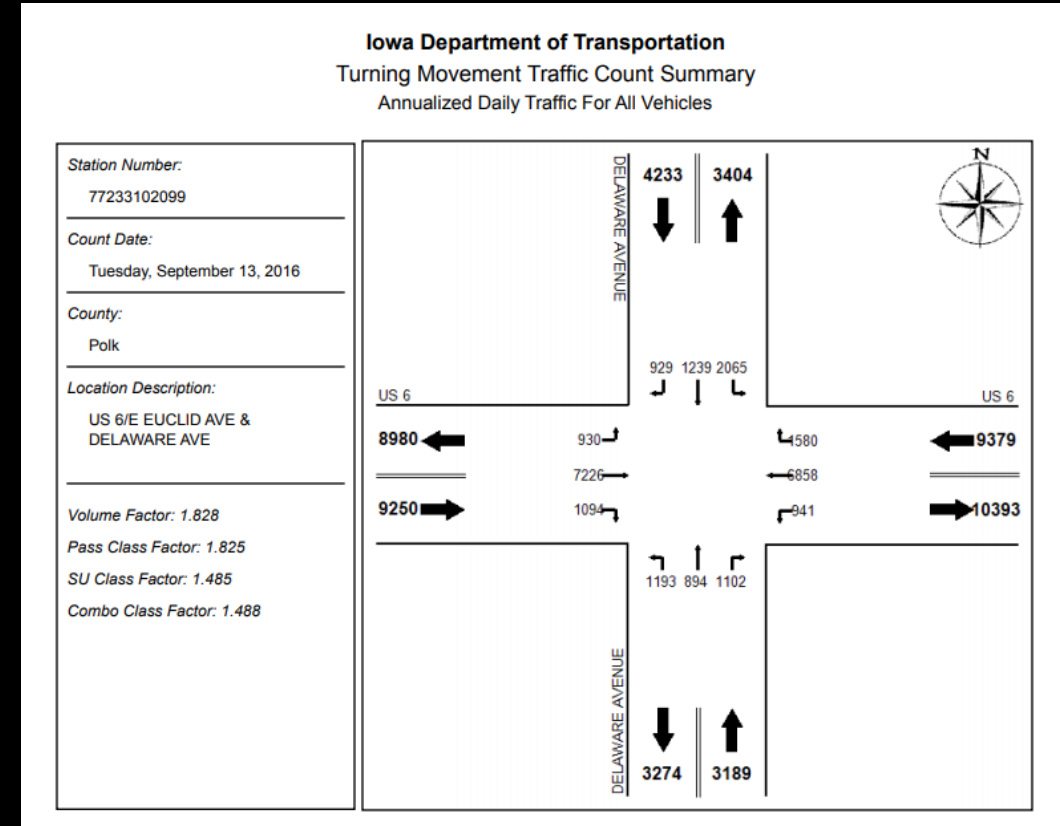 Iowa Department of Transportation
Turning Movement Traffic Count Summary
Annualized Daily Traffic For All Vehicles
Station Number:
77233102099
Count Date:
Tuesday, September 13, 2016
County:
Polk
Location Description:
US 6/E EUCLID AVE &
DELAWARE AVE
Volume Factor: 1.828
Pass Class Factor: 1.825
SU Class Factor: 1.485
Combo Class Factor: 1.488
DELAWARE AVENUE
4233 3404
N
929 1239 2065
US 6 US 6
8980 930 1580 9379
7226 6858
9250 1094 941 10393
1193 894 1102
DELAWARE AVENUE
3274 3189